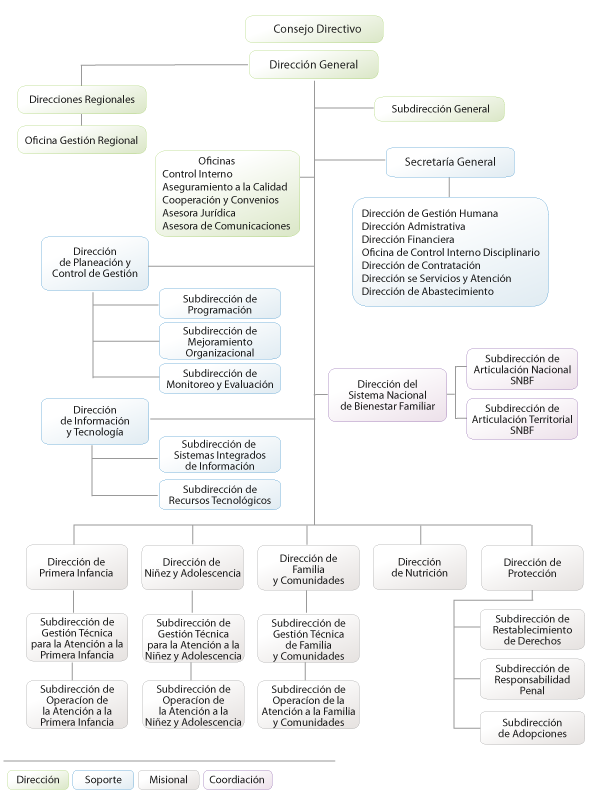 Consejo Directivo
Dirección General
Direcciones Regionales
Oficina Gestión Regional
Subdirección General
Oficinas
Control Interno
Aseguramiento a la Calidad
Cooperación y Convenios
Asesora Jurídica
Asesora de Comunicaciones
Secretaría General
Dirección de Gestión Humana
Dirección Admistrativa
Dirección Financiera
Oficina de Control Interno Disciplinario
Dirección de Contratación
Dirección se Servicios y Atención
Dirección de Abastecimiento
Dirección
de Planeación y
Control de Gestión
Subdirección de
Programación
Subdirección de
Mejoramiento
Organizacional
Subdirección de
Monitoreo y Evaluación
Dirección del
Sistema Nacional
de Bienestar Familiar
Subdirección de
Articulación Nacional
SNBF
Subdirección de
Articulación Territorial
SNBF
Dirección
de Información
y Tecnología
Subdirección de
Sistemas Integrados
de Información
Subdirección de
Recursos Tecnológicos
Dirección de
Primera Infancia
Subdirección de
Gestión Técnica
para la Atención a la
Primera Infancia
Subdirección de
Operacíon de
la Atención a la
Primera Infancia
Dirección de
Niñez y Adolescencia
Subdirección de
Gestión Técnica
para la Atención a la
Niñez y Adolescencia
Subdirección de
Operacíon de
la Atención a la
Niñez y Adolescencia
Dirección de
Familia
y Comunidades
Subdirección de
Gestión Técnica
de Familia
y Comunidades
Subdirección de
Operacíon de la
Atención a la Familia
y Comunidades
Dirección
de Nutrición
Dirección de
Protección
Subdirección de
Restablecimiento
de Derechos
Subdirección de
Responsabilidad
Penal
Subdirección
de Adopciones
Dirección
Soporte
Misional
Coordiación